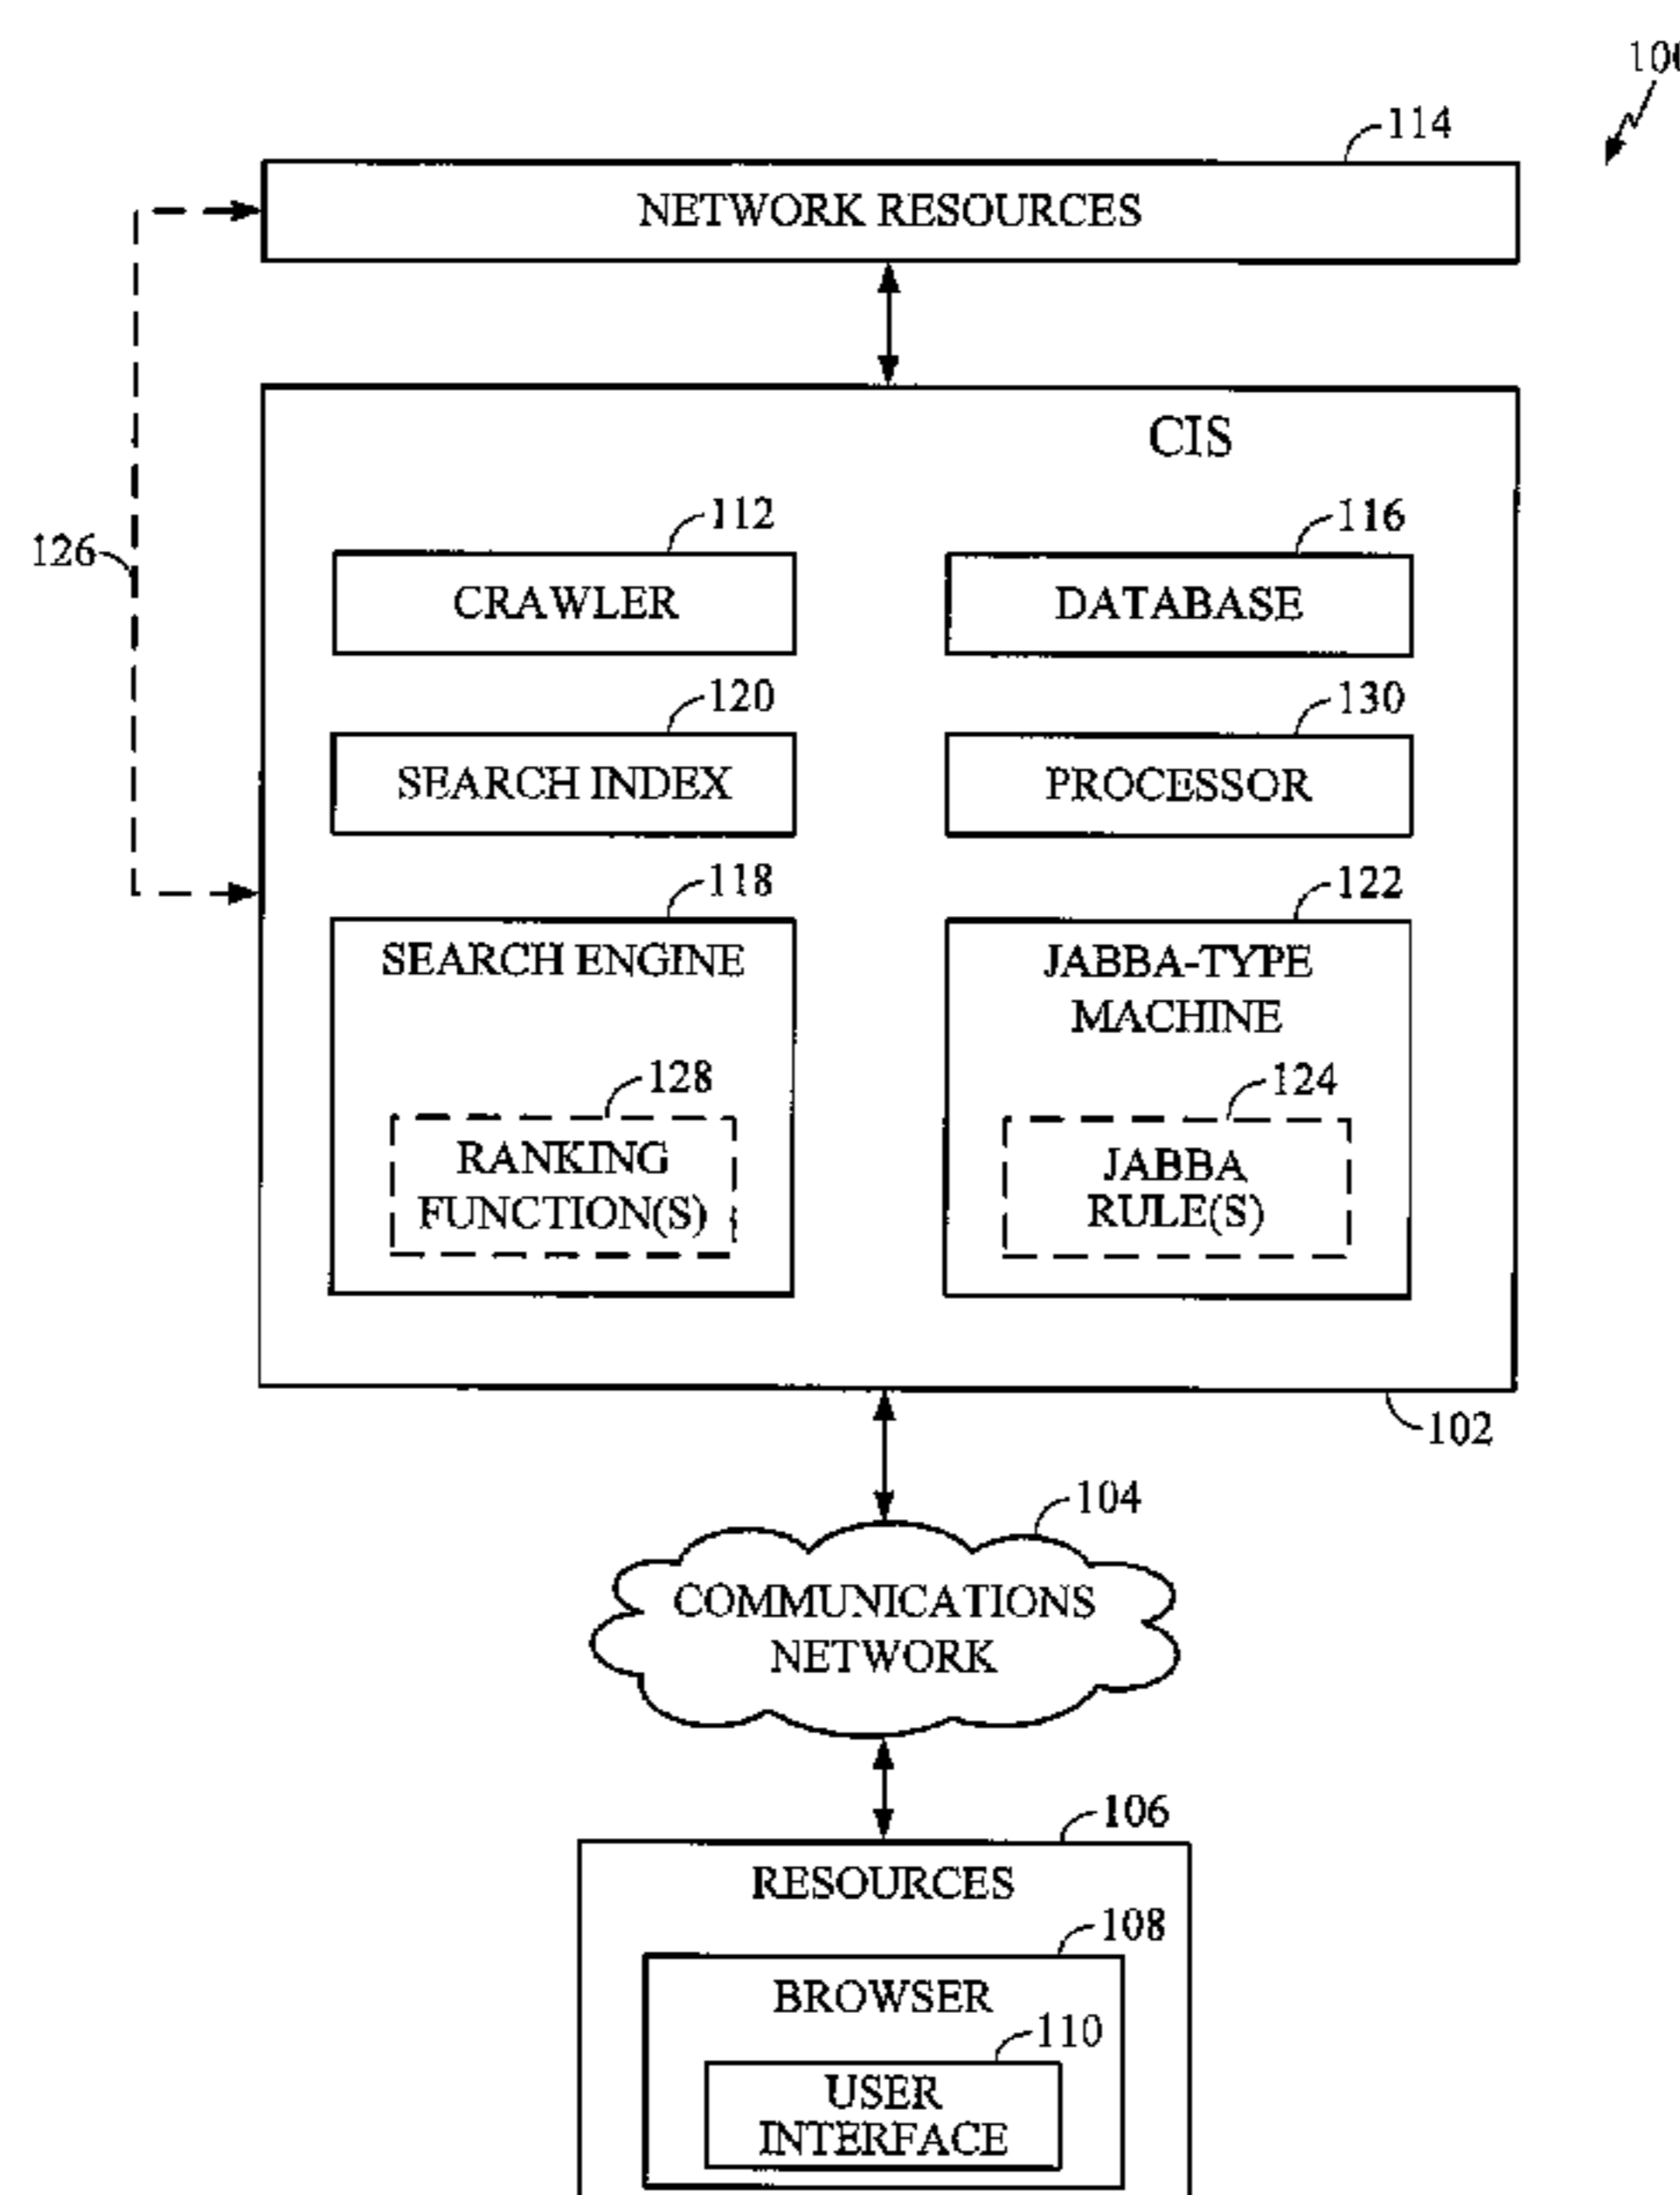 114
NETWORK RESOURCES
CIS
126
112
CRAWLER
116
DATABASE
120
SEARCH INDEX
130
PROCESSOR
118
SEARCH ENGINE
128
RANKING
FUNCTION(S)
122
JABBA-TYPE
MACHINE
124
JABBA
RULE(S)
102
104
COMMUNICATIONS
NETWORK
106
RESOURCES
108
BROWSER
110
USER
INTERFACE